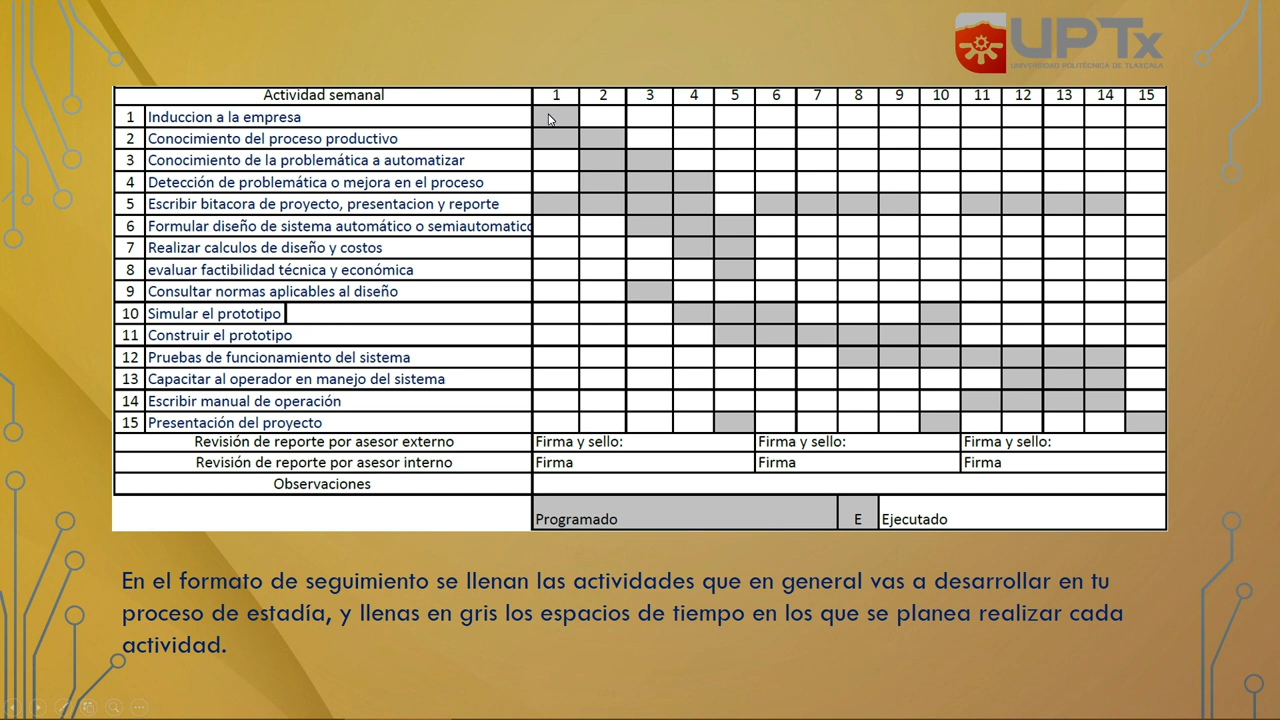 UPTx
UNIVERSIDAD POLITÉCNICA DE TLAXCALA
Actividad semanal 1 2 3 4 5 6 7 8 9 10 11 12 13 14 15
1 Induccion a la empresa
2 Conocimiento del proceso productivo
3 Conocimiento de la problemática a automatizar
4 Detección de problemática o mejora en el proceso
5 Escribir bitacora de proyecto, presentacion y reporte
6 Formular diseño de sistema automático o semiautomatico
7 Realizar calculos de diseño y costos
8 evaluar factibilidad técnica y económica
9 Consultar normas aplicables al diseño
10 Simular el prototipo
11 Construir el prototipo
12 Pruebas de funcionamiento del sistema
13 Capacitar al operador en manejo del sistema
14 Escribir manual de operación
15 Presentación del proyecto
Revisión de reporte por asesor externo Firma y sello: Firma y sello: Firma y sello:
Revisión de reporte por asesor interno Firma Firma Firma
Observaciones
Programado E Ejecutado
En el formato de seguimiento se llenan las actividades que en general vas a desarrollar en tu
proceso de estadía, y llenas en gris los espacios de tiempo en los que se planea realizar cada
actividad.